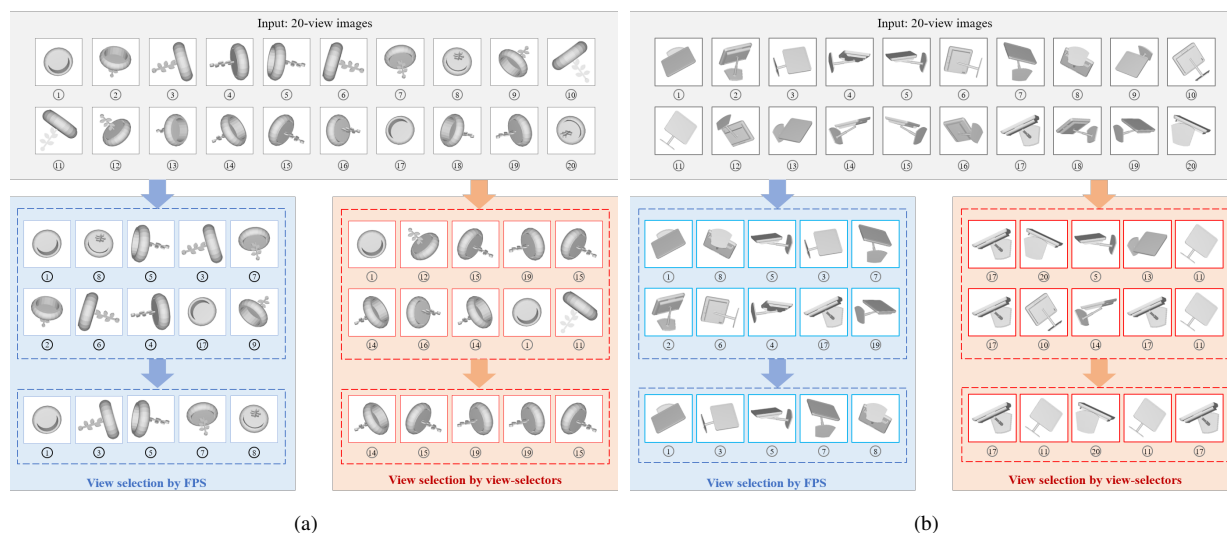 Input: 20-view images
① ② ③ ④ ⑤ ⑥ ⑦ ⑧ ⑨ ⑩
⑪ ⑫ ⑬ ⑭ ⑮ ⑯ ⑰ ⑱ ⑲ ⑳
① ⑧ ⑤ ③ ⑦
② ⑥ ④ ⑰ ⑨
① ③ ⑤ ⑦ ⑧
View selection by FPS
① ⑫ ⑮ ⑲ ⑮
⑭ ⑯ ⑭ ① ⑪
⑭ ⑮ ⑲ ⑲ ⑮
View selection by view-selectors
(a)
Input: 20-view images
① ② ③ ④ ⑤ ⑥ ⑦ ⑧ ⑨ ⑩
⑪ ⑫ ⑬ ⑭ ⑮ ⑯ ⑰ ⑱ ⑲ ⑳
① ⑧ ⑤ ③ ⑦
② ⑥ ④ ⑰ ⑲
① ③ ⑤ ⑦ ⑧
View selection by FPS
⑰ ⑳ ⑤ ⑬ ⑪
⑰ ⑩ ⑭ ⑰ ⑪
⑰ ⑪ ⑳ ⑪ ⑰
View selection by view-selectors
(b)